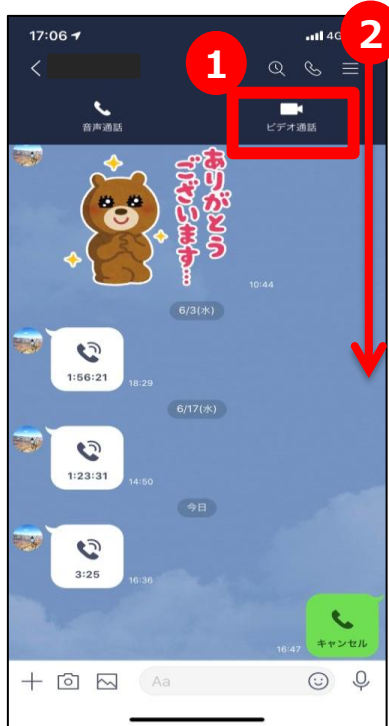 17:06
4G
1
2
音声通話
ビデオ通話
ありがとう
ございます…
10:44
6/3(水)
1:56:21
18:29
6/17(水)
1:23:31
14:50
今日
3:25
16:36
キャンセル
16:47
Aa